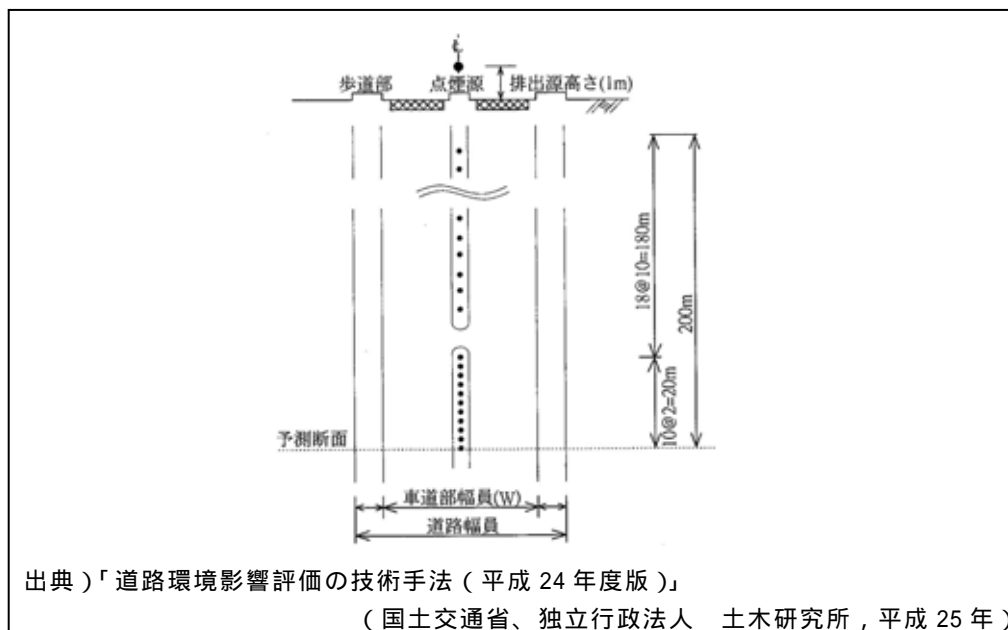 ℄
歩道部 点煙源 排出源高さ(1m)
18@10=180m
200m
10@2=20m
予測断面
車道部幅員(W)
道路幅員
出典)「道路環境影響評価の技術手法(平成24年度版)」
(国土交通省、独立行政法人 土木研究所,平成25年)